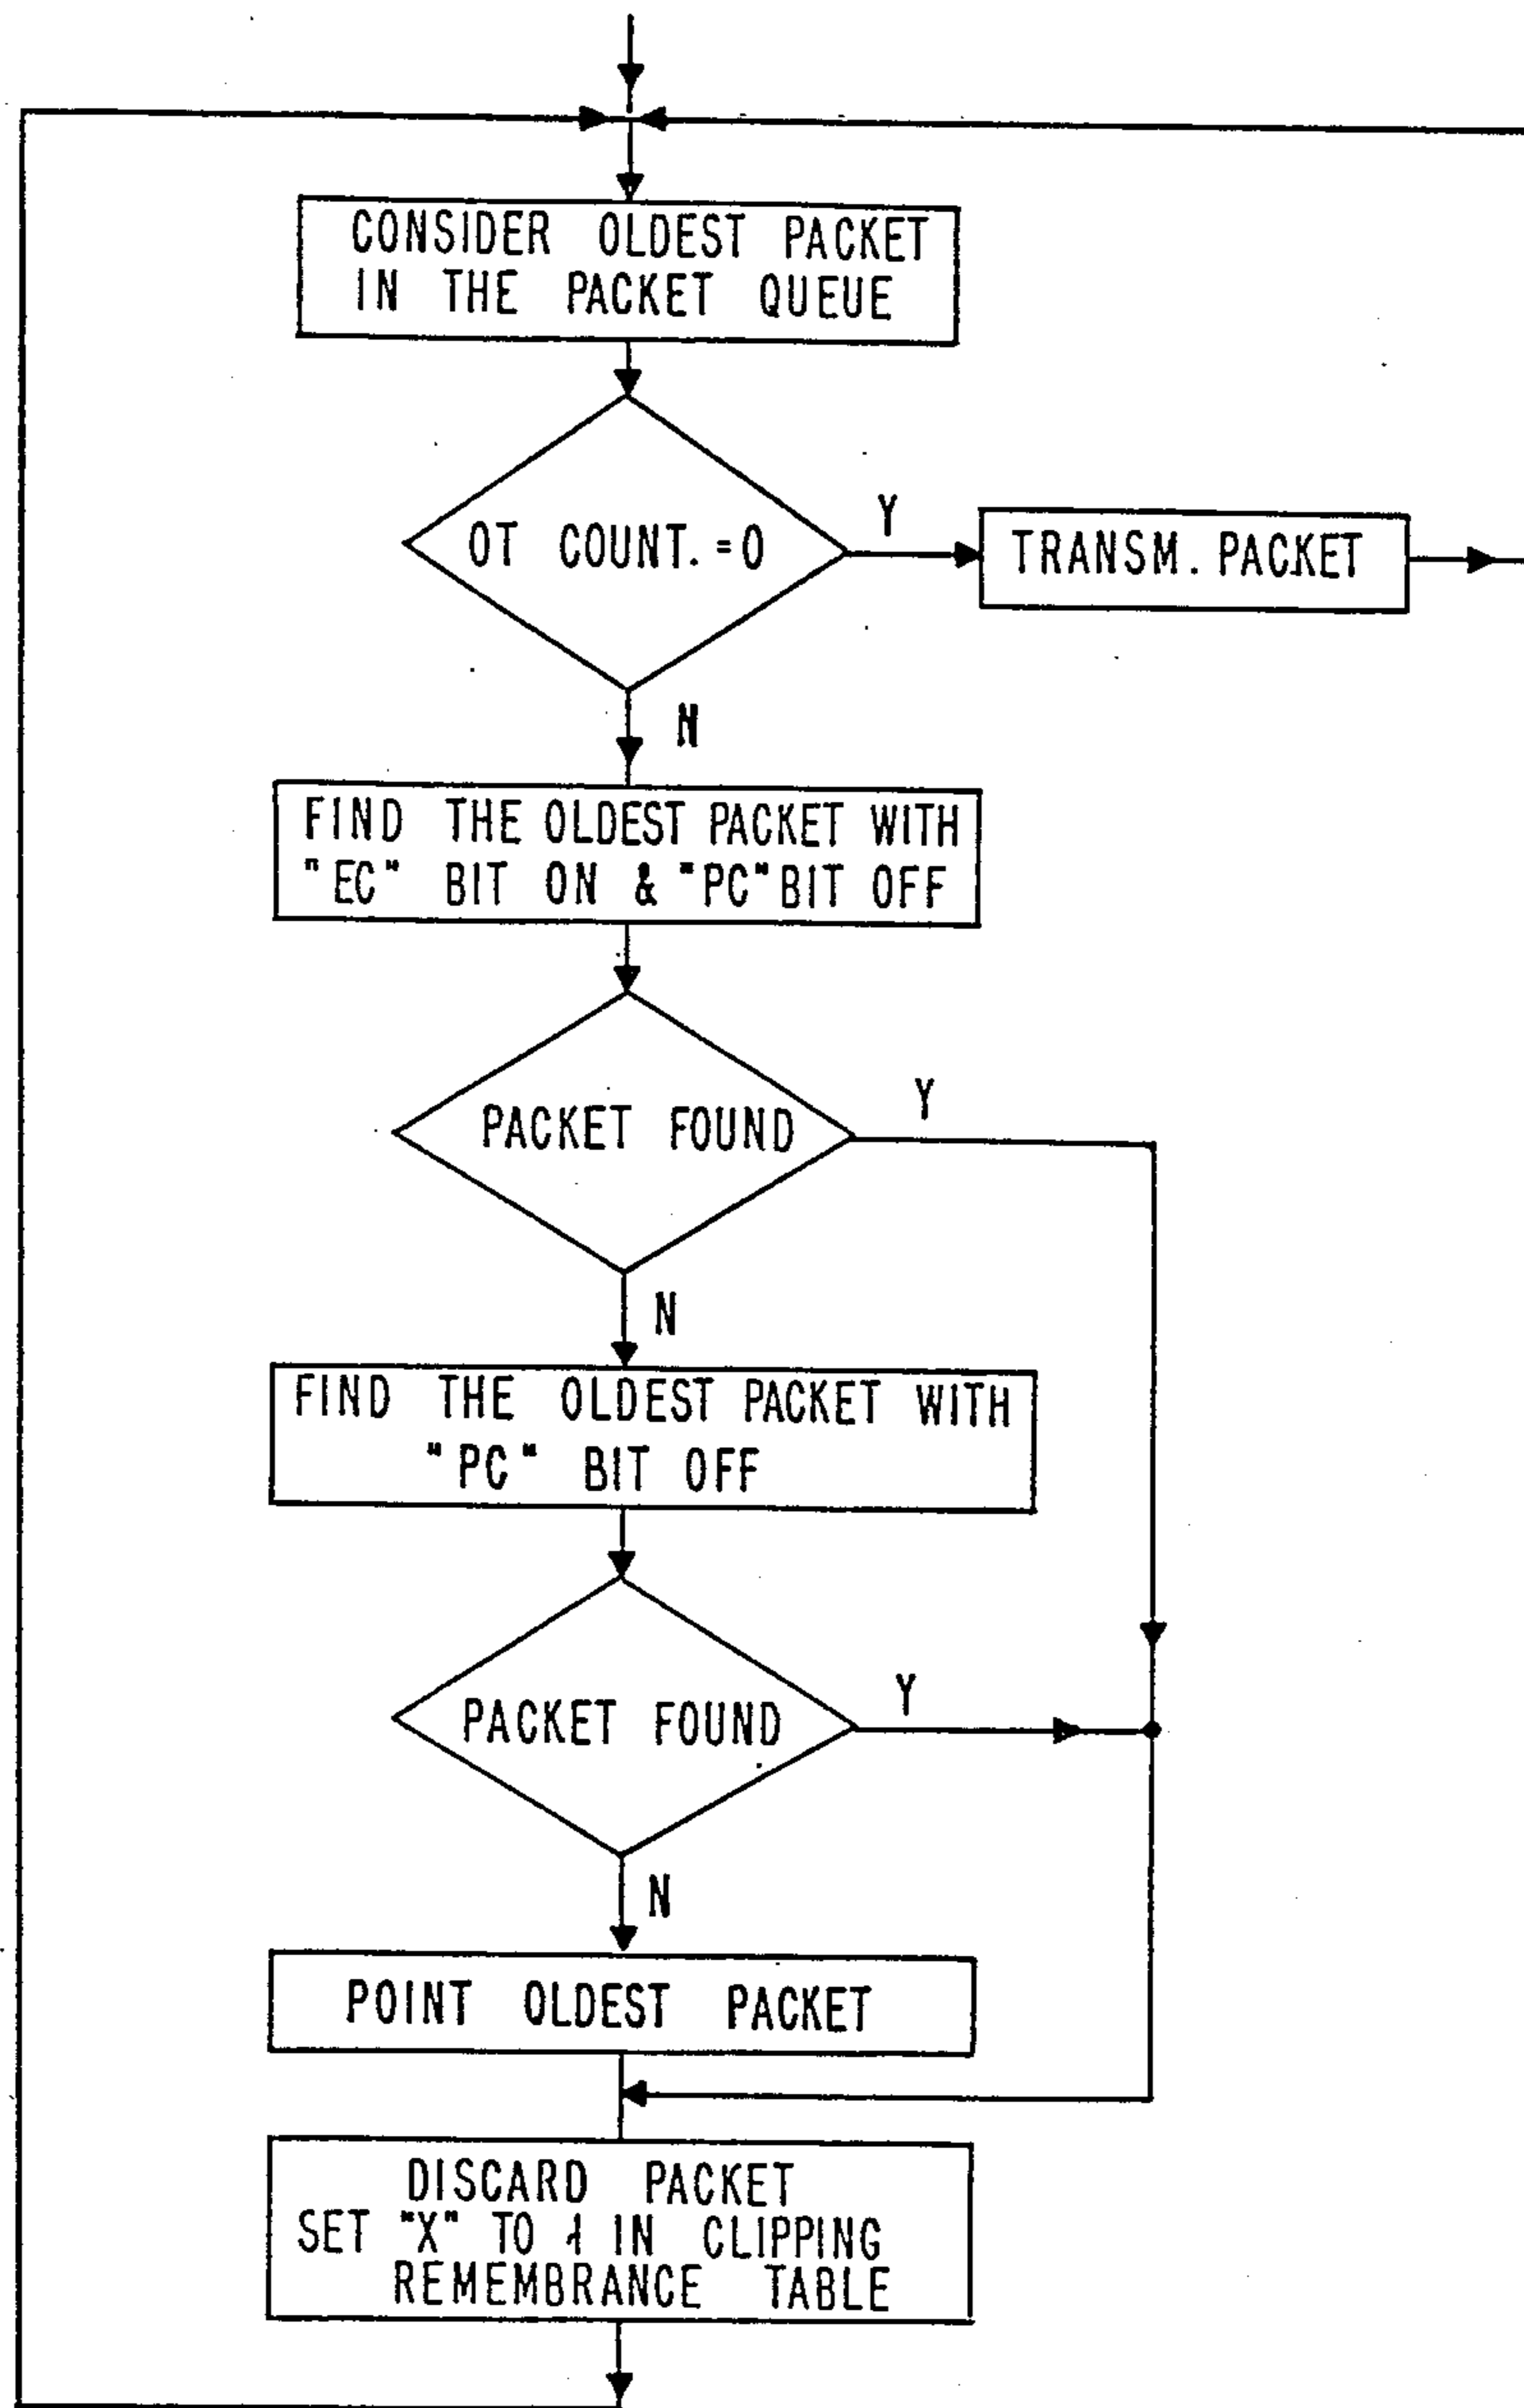 CONSIDER OLDEST PACKET
IN THE PACKET QUEUE
OT COUNT. = 0
Y
TRANSM. PACKET
N
FIND THE OLDEST PACKET WITH
"EC" BIT ON & "PC" BIT OFF
PACKET FOUND
Y
N
FIND THE OLDEST PACKET WITH
"PC" BIT OFF
PACKET FOUND
Y
N
POINT OLDEST PACKET
DISCARD PACKET
SET "X" TO 1 IN CLIPPING
REMEMBRANCE TABLE